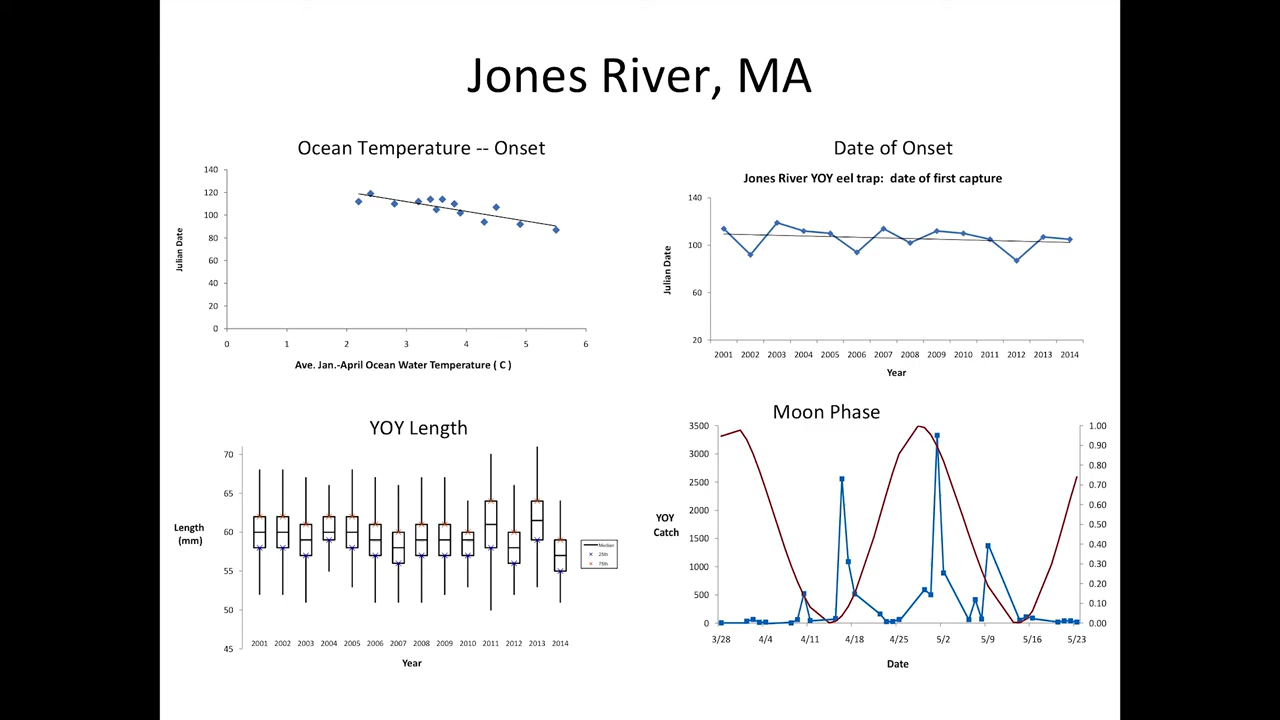 Jones River, MA
Ocean Temperature -- Onset
140
120
100
80
60
40
20
0
Julian Date
0 1 2 3 4 5 6
Ave. Jan.-April Ocean Water Temperature ( C )
Date of Onset
Jones River YOY eel trap: date of first capture
140
100
60
20
Julian Date
2001 2002 2003 2004 2005 2006 2007 2008 2009 2010 2011 2012 2013 2014
Year
YOY Length
70
65
60
55
50
45
Length
(mm)
2001 2002 2003 2004 2005 2006 2007 2008 2009 2010 2011 2012 2013 2014
Year
Median
25th
75th
Moon Phase
3500
3000
2500
2000
1500
1000
500
0
YOY
Catch
1.00
0.90
0.80
0.70
0.60
0.50
0.40
0.30
0.20
0.10
0.00
3/28 4/4 4/11 4/18 4/25 5/2 5/9 5/16 5/23
Date